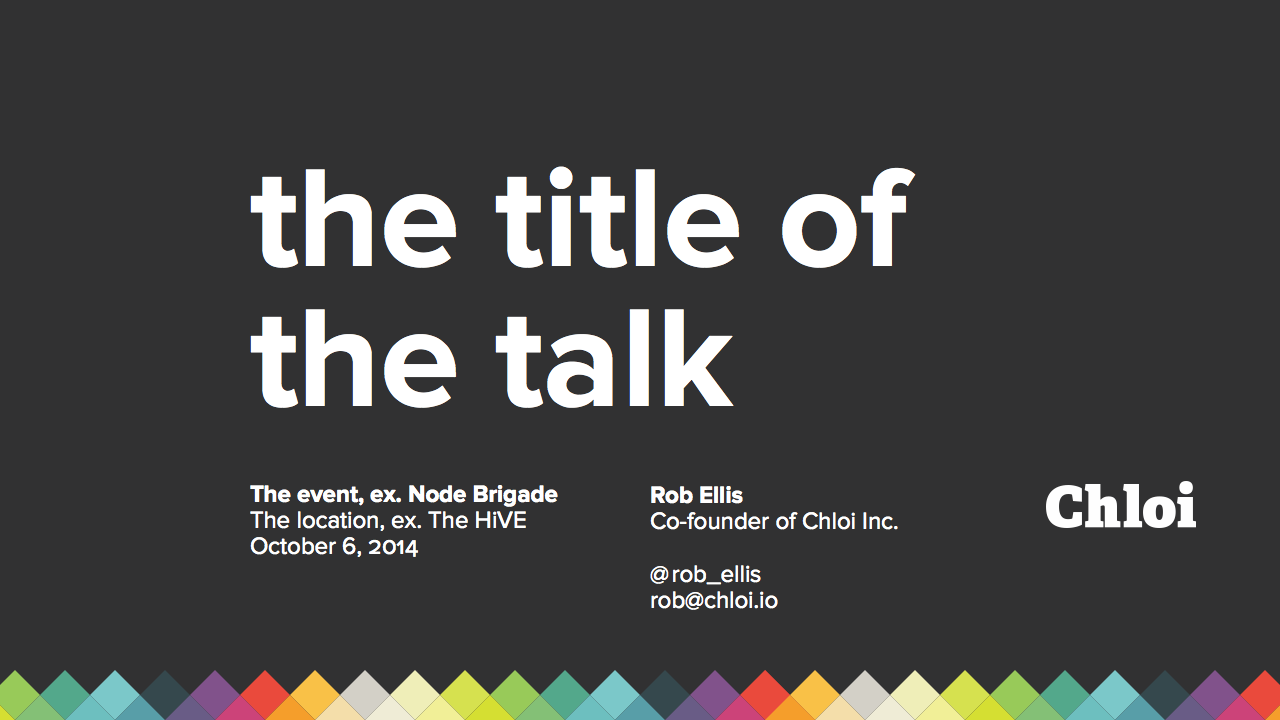 the title of
the talk
The event, ex. Node Brigade
The location, ex. The HiVE
October 6, 2014
Rob Ellis
Co-founder of Chloi Inc.
@rob_ellis
rob@chloi.io
Chloi